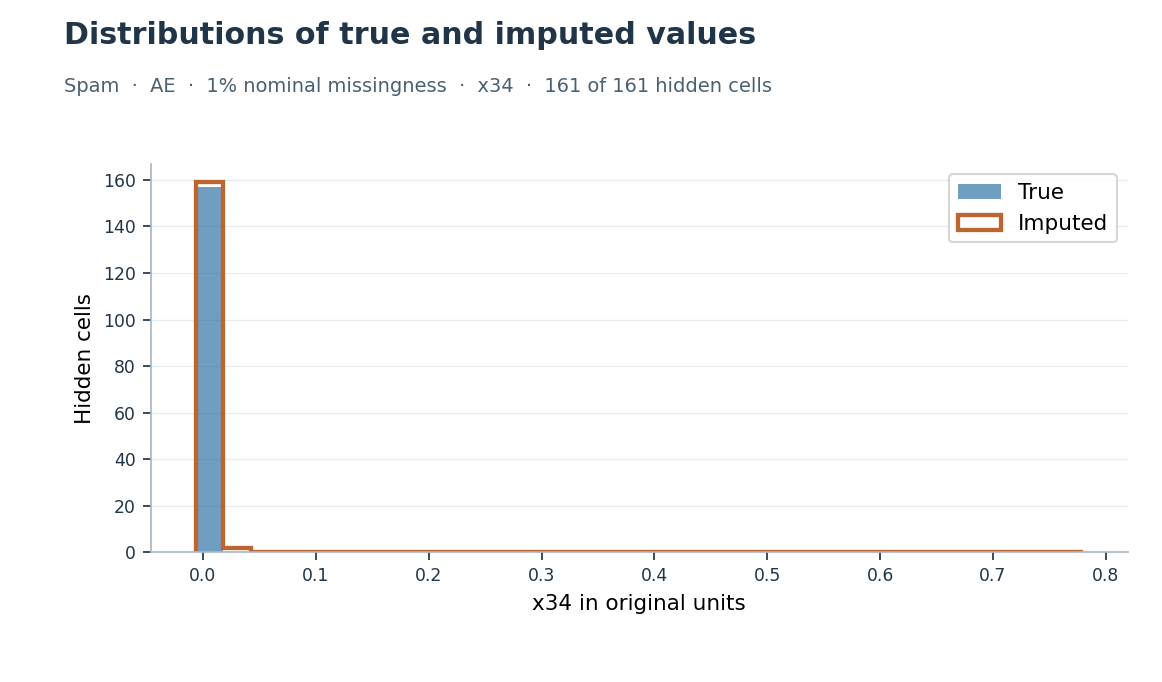 Distributions of true and imputed values
Spam · AE · 1% nominal missingness · x34 · 161 of 161 hidden cells
True
Imputed
Hidden cells
160
140
120
100
80
60
40
20
0
0.0 0.1 0.2 0.3 0.4 0.5 0.6 0.7 0.8
x34 in original units